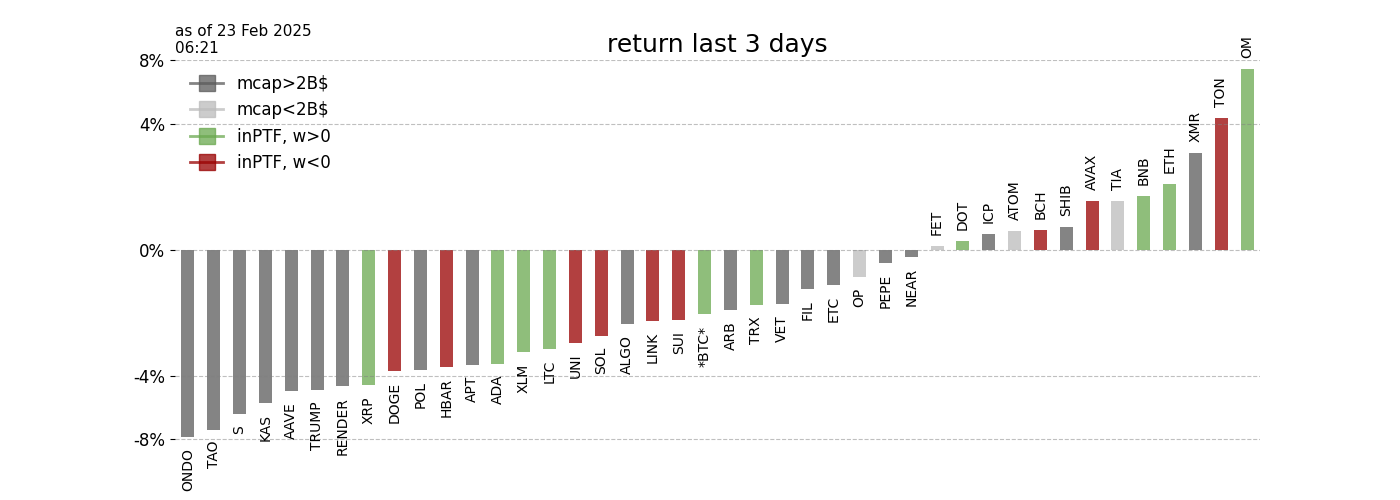 as of 23 Feb 2025
06:21
return last 3 days
8%
4%
0%
-4%
-8%
mcap>2B$
mcap<2B$
inPTF, w>0
inPTF, w<0
ONDO
TAO
S
KAS
AAVE
TRUMP
RENDER
XRP
DOGE
POL
HBAR
APT
ADA
XLM
LTC
UNI
SOL
ALGO
LINK
SUI
*BTC*
ARB
TRX
VET
FIL
ETC
OP
PEPE
NEAR
FET
DOT
ICP
ATOM
BCH
SHIB
AVAX
TIA
BNB
ETH
XMR
TON
OM